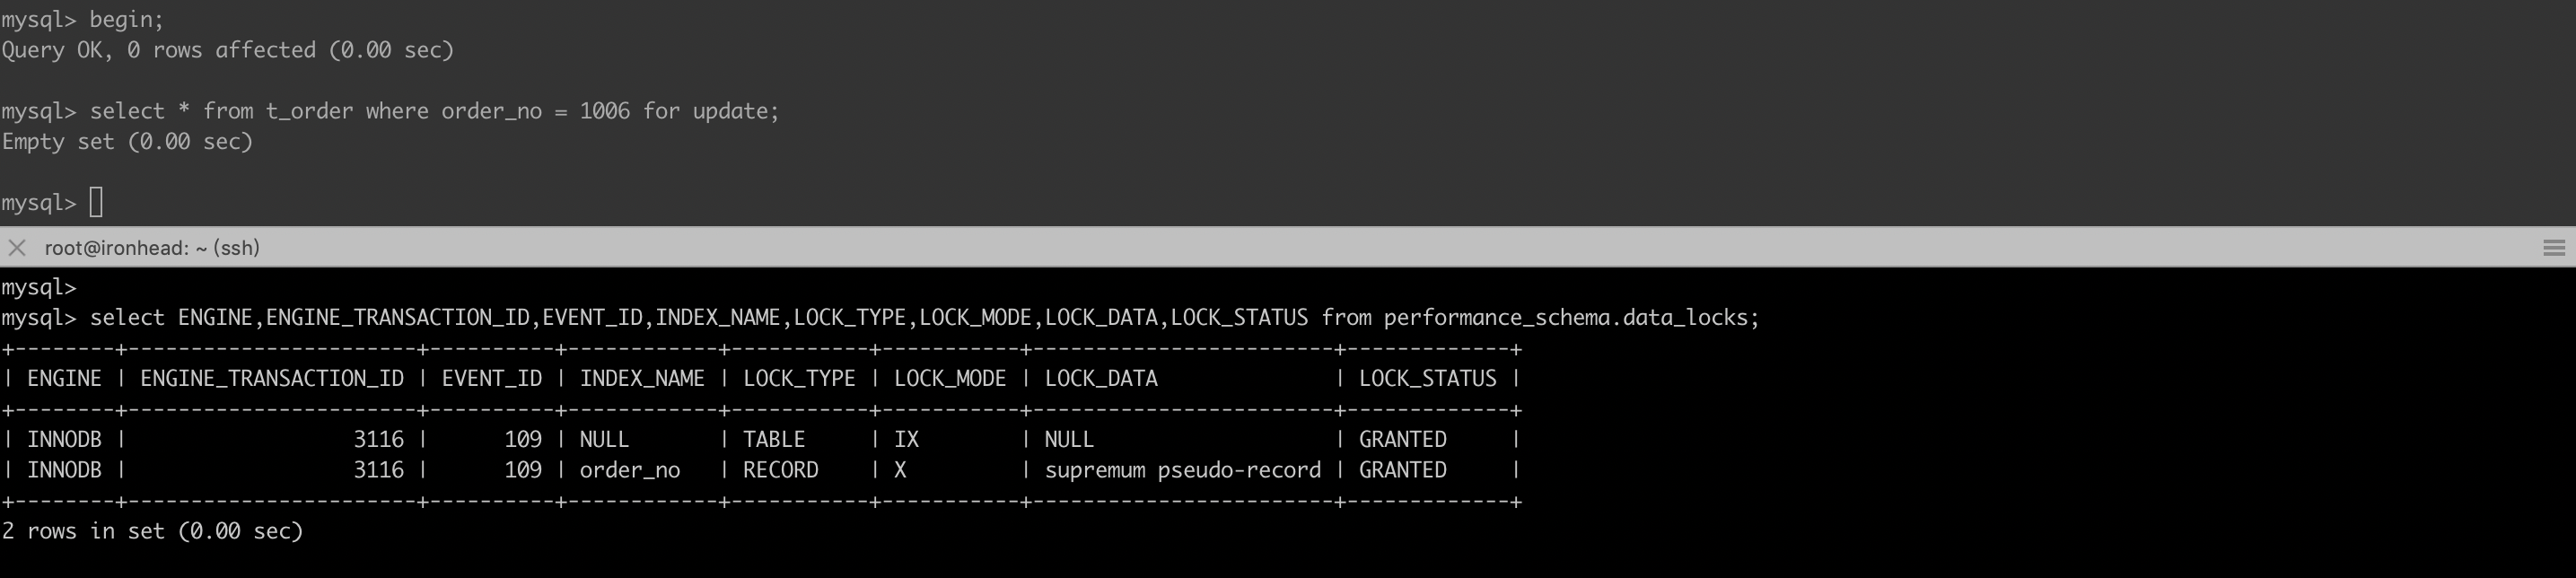 mysql> begin;
Query OK, 0 rows affected (0.00 sec)
mysql> select * from t_order where order_no = 1006 for update;
Empty set (0.00 sec)
mysql>
root@ironhead: ~ (ssh)
mysql>
mysql> select ENGINE,ENGINE_TRANSACTION_ID,EVENT_ID,INDEX_NAME,LOCK_TYPE,LOCK_MODE,LOCK_DATA,LOCK_STATUS from performance_schema.data_locks;
+--------+-----------------------+----------+------------+-----------+-----------+------------------------+-------------+
| ENGINE | ENGINE_TRANSACTION_ID | EVENT_ID | INDEX_NAME | LOCK_TYPE | LOCK_MODE | LOCK_DATA              | LOCK_STATUS |
+--------+-----------------------+----------+------------+-----------+-----------+------------------------+-------------+
| INNODB |                  3116 |      109 | NULL       | TABLE     | IX        | NULL                   | GRANTED     |
| INNODB |                  3116 |      109 | order_no   | RECORD    | X         | supremum pseudo-record | GRANTED     |
+--------+-----------------------+----------+------------+-----------+-----------+------------------------+-------------+
2 rows in set (0.00 sec)